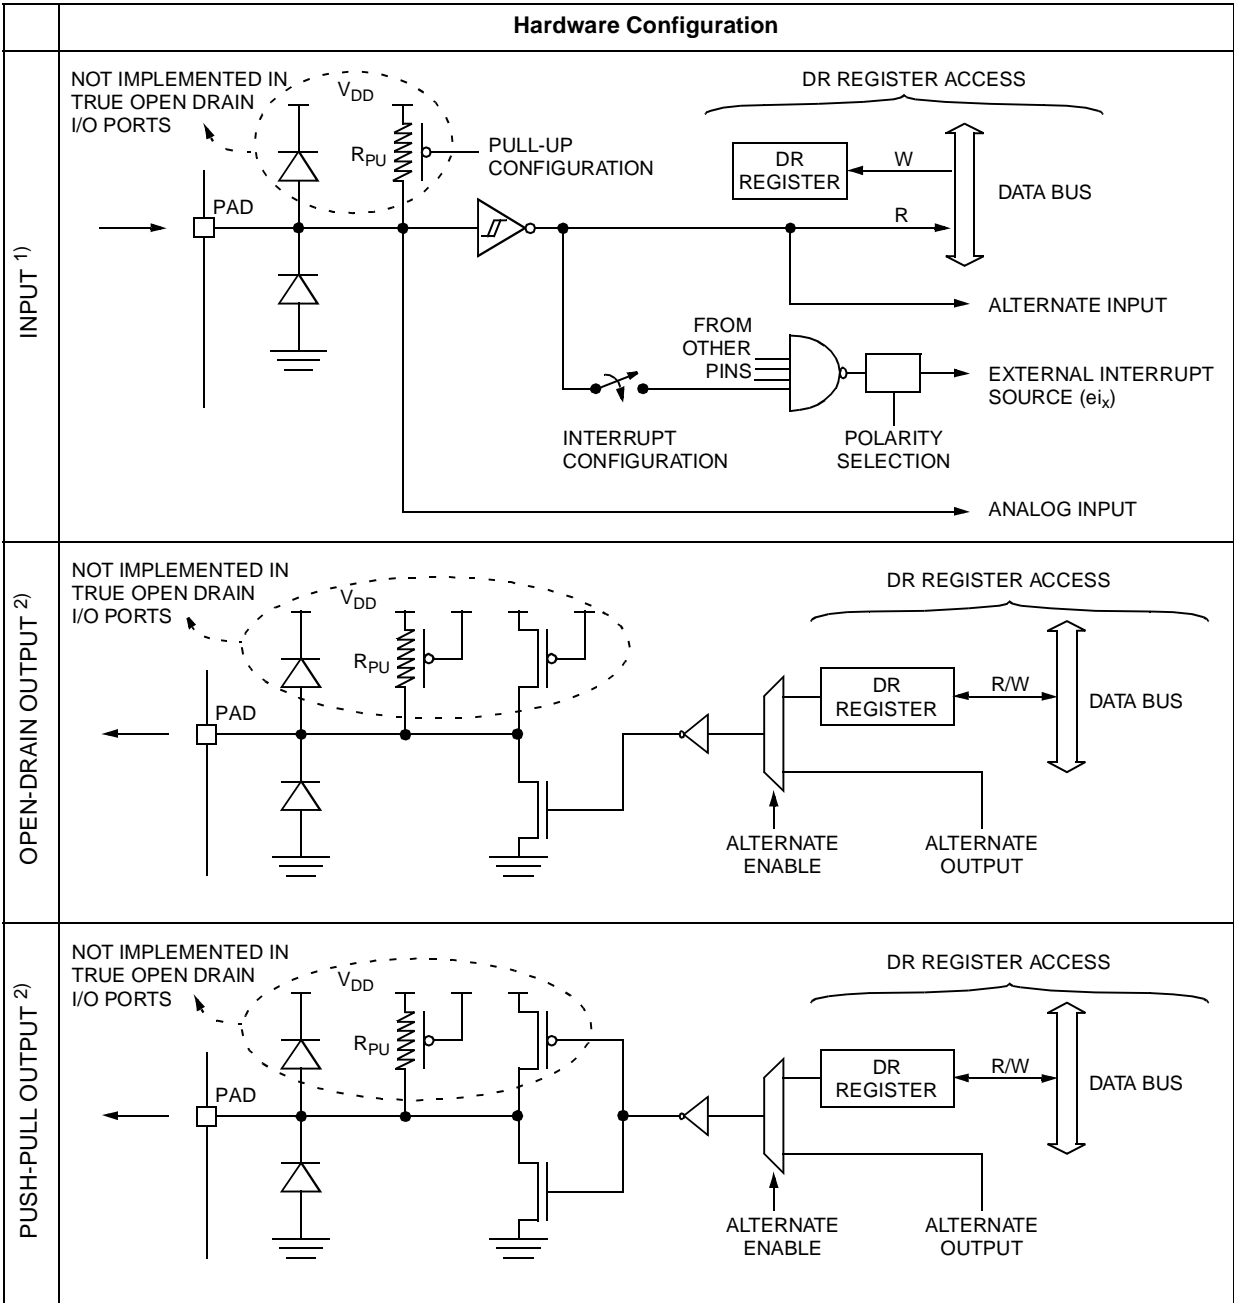 Hardware Configuration
INPUT 1)
NOT IMPLEMENTED IN
TRUE OPEN DRAIN
I/O PORTS
VDD
RPU
PULL-UP
CONFIGURATION
PAD
DR REGISTER ACCESS
DR
REGISTER
W
R
DATA BUS
ALTERNATE INPUT
FROM
OTHER
PINS
EXTERNAL INTERRUPT
SOURCE (eix)
INTERRUPT
CONFIGURATION
POLARITY
SELECTION
ANALOG INPUT
OPEN-DRAIN OUTPUT 2)
NOT IMPLEMENTED IN
TRUE OPEN DRAIN
I/O PORTS
VDD
RPU
PAD
DR REGISTER ACCESS
DR
REGISTER
R/W
DATA BUS
ALTERNATE
ENABLE
ALTERNATE
OUTPUT
PUSH-PULL OUTPUT 2)
NOT IMPLEMENTED IN
TRUE OPEN DRAIN
I/O PORTS
VDD
RPU
PAD
DR REGISTER ACCESS
DR
REGISTER
R/W
DATA BUS
ALTERNATE
ENABLE
ALTERNATE
OUTPUT